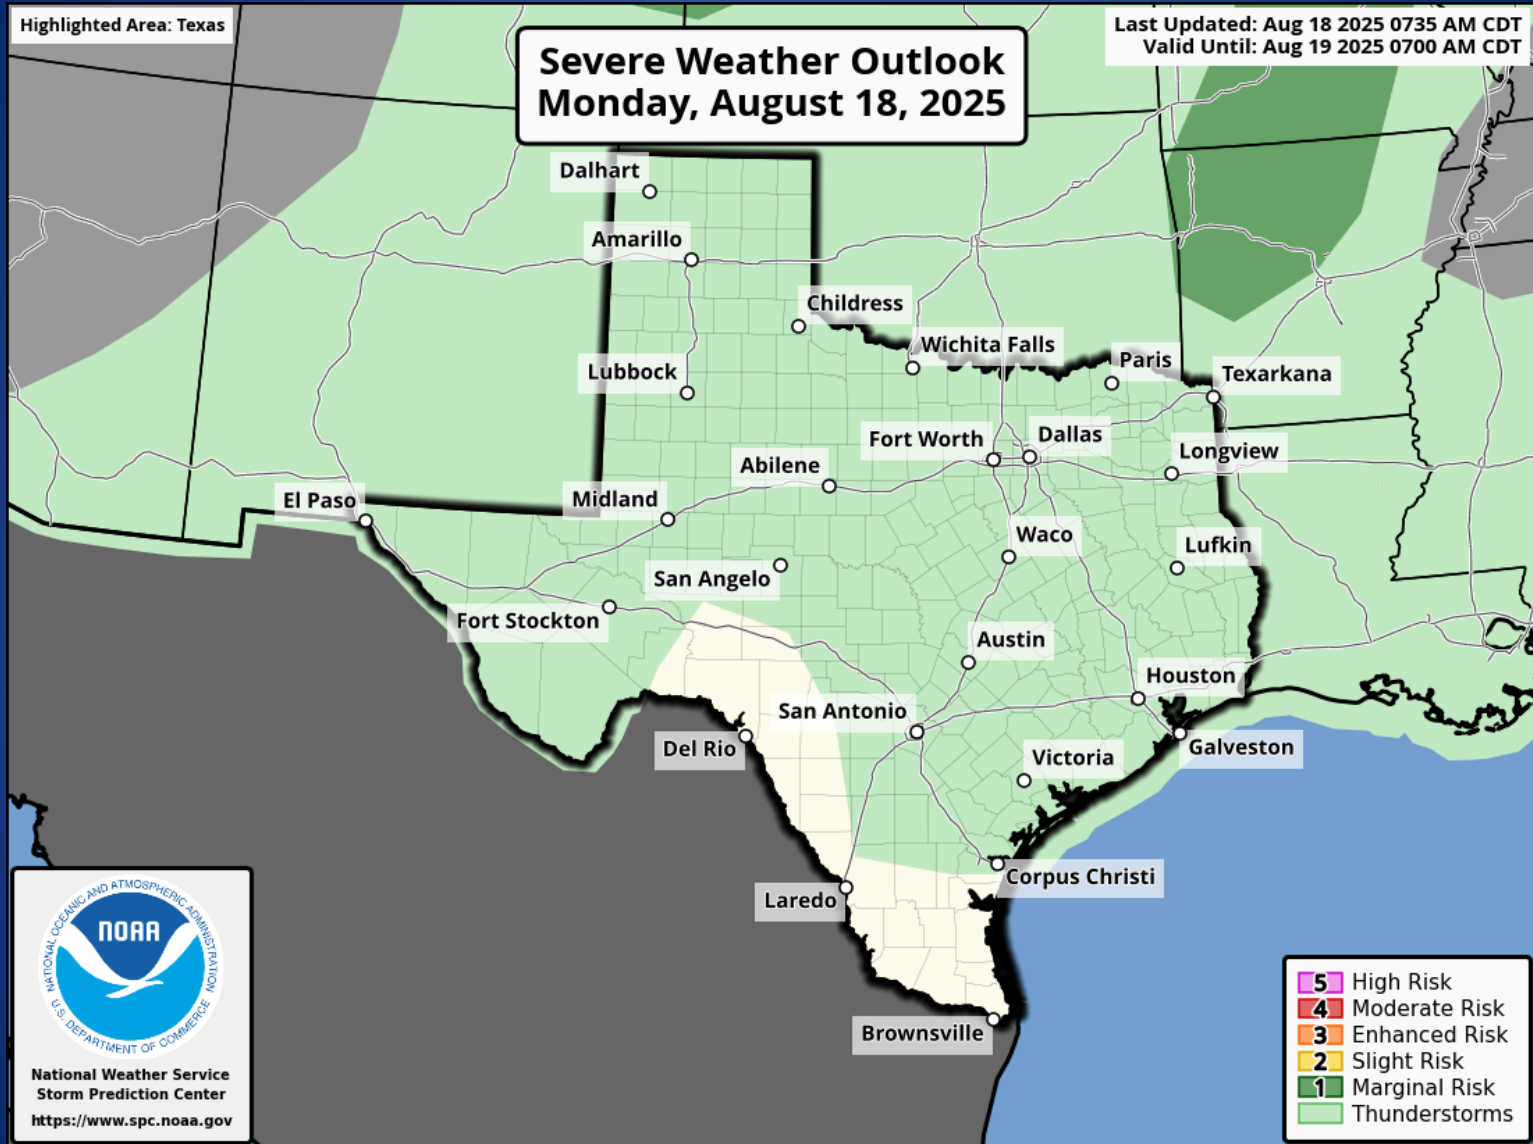 Highlighted Area: Texas
Severe Weather Outlook
Monday, August 18, 2025
Last Updated: Aug 18 2025 0735 AM CDT
Valid Until: Aug 19 2025 0700 AM CDT
Dalhart
Amarillo
Childress
Wichita Falls
Paris
Texarkana
Lubbock
Fort Worth
Dallas
Longview
Abilene
El Paso
Midland
Waco
Lufkin
San Angelo
Fort Stockton
Austin
Houston
San Antonio
Del Rio
Victoria
Galveston
Laredo
Corpus Christi
Brownsville
NATIONAL OCEANIC AND ATMOSPHERIC ADMINISTRATION
NOAA
U.S. DEPARTMENT OF COMMERCE
National Weather Service
Storm Prediction Center
https://www.spc.noaa.gov
5 High Risk
4 Moderate Risk
3 Enhanced Risk
2 Slight Risk
1 Marginal Risk
Thunderstorms